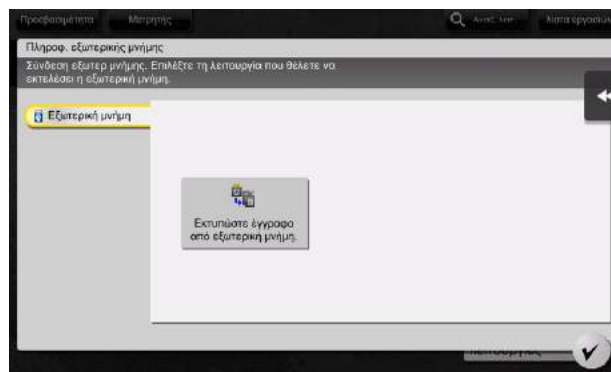 Προσβασιμότητα Μετρητής Λίστα εργασιών
Πληροφ. εξωτερικής μνήμης
Σύνδεση εξωτερ μνήμης. Επιλέξτε τη λειτουργία που θέλετε να
εκτελέσει η εξωτερική μνήμη.
Εξωτερική μνήμη
Εκτυπώστε έγγραφο
από εξωτερική μνήμη.